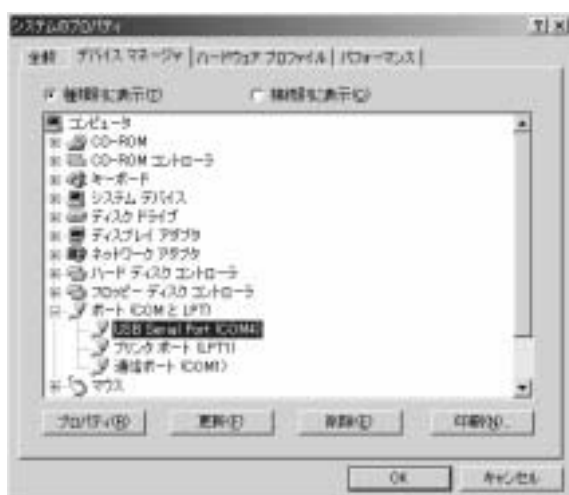 システムのプロパティ
全般 デバイス マネージャ ハードウェア プロファイル パフォーマンス
種類別に表示(T) 接続別に表示(C)
コンピュータ
CD-ROM
CD-ROM コントローラ
キーボード
システム デバイス
ディスク ドライブ
ディスプレイ アダプタ
ネットワーク アダプタ
ハード ディスク コントローラ
フロッピー ディスク コントローラ
ポート (COM と LPT)
USB Serial Port (COM4)
プリンタ ポート (LPT1)
通信ポート (COM1)
マウス
プロパティ(R) 更新(F) 削除(E) 印刷(N)...
OK キャンセル